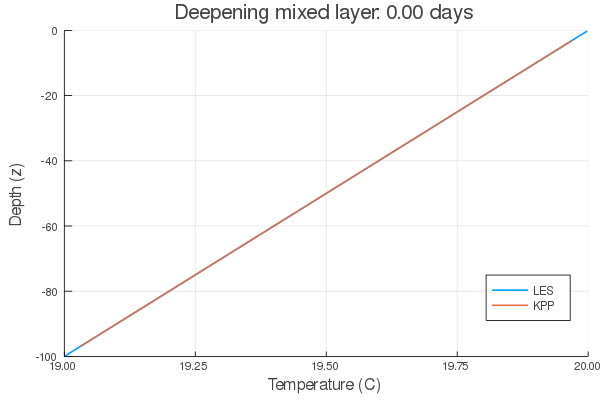 Deepening mixed layer: 0.00 days
0
-20
-40
-60
-80
-100
Depth (z)
LES
KPP
19.00 19.25 19.50 19.75 20.00
Temperature (C)